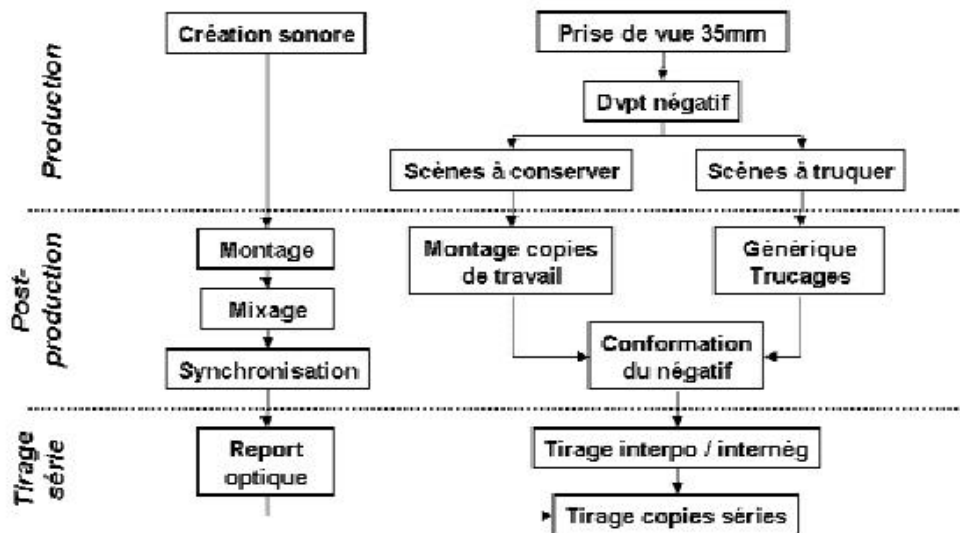 Production
Création sonore
Prise de vue 35mm
Dvpt négatif
Scènes à conserver
Scènes à truquer
Post-
production
Montage
Mixage
Synchronisation
Montage copies
de travail
Générique
Trucages
Conformation
du négatif
Tirage
série
Report
optique
Tirage interpo / internég
Tirage copies séries